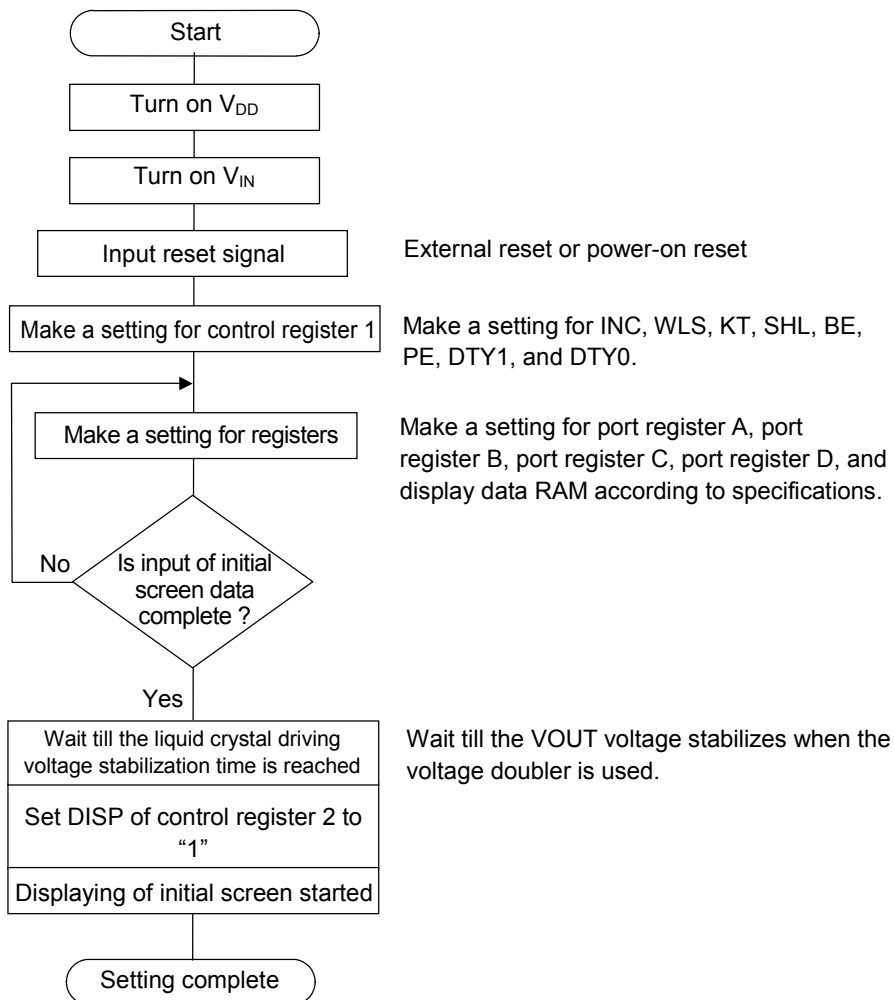 Start
Turn on VDD
Turn on VIN
Input reset signal
External reset or power-on reset
Make a setting for control register 1
Make a setting for INC, WLS, KT, SHL, BE,
PE, DTY1, and DTY0.
Make a setting for registers
Make a setting for port register A, port
register B, port register C, port register D, and
display data RAM according to specifications.
No
Is input of initial
screen data
complete ?
Yes
Wait till the liquid crystal driving
voltage stabilization time is reached
Wait till the VOUT voltage stabilizes when the
voltage doubler is used.
Set DISP of control register 2 to
“1”
Displaying of initial screen started
Setting complete